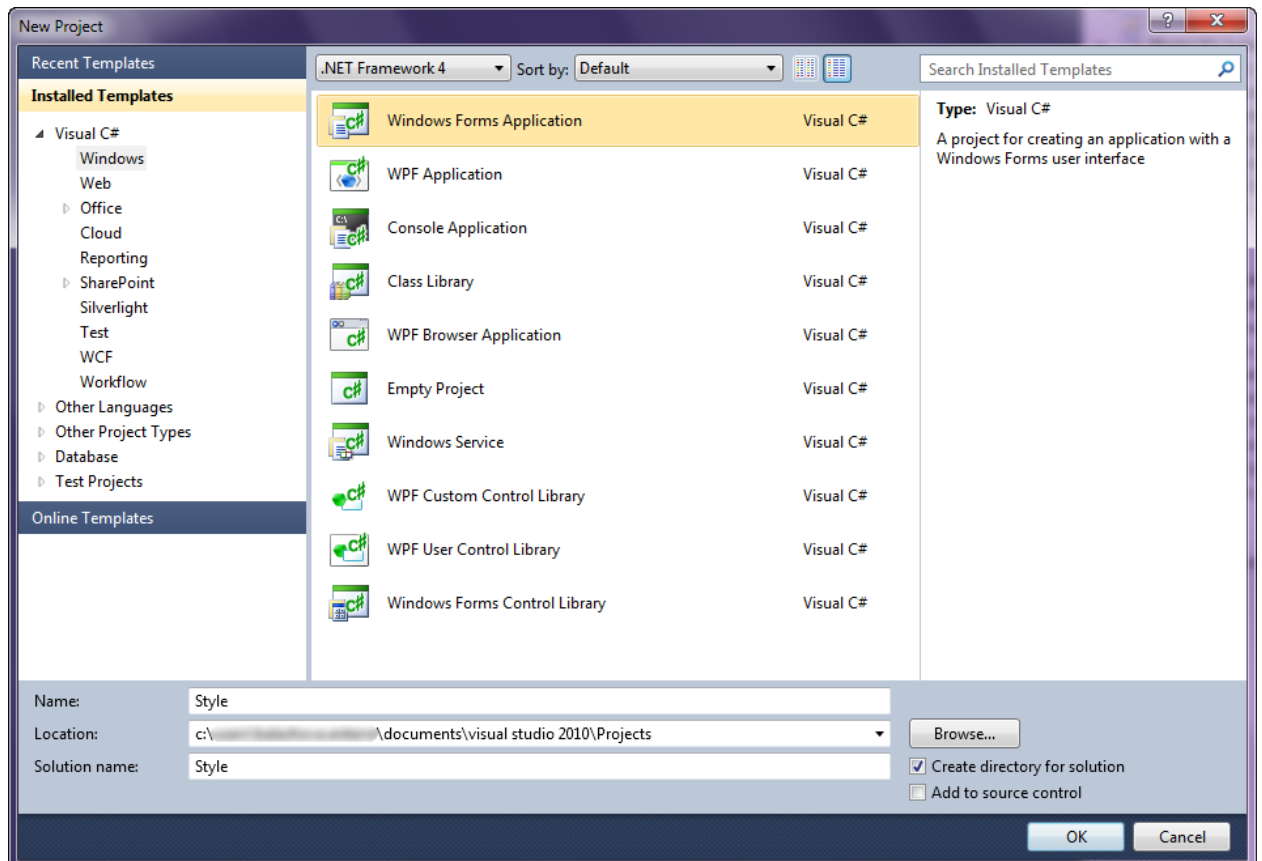 New Project
Recent Templates
Installed Templates
Visual C#
Windows
Web
Office
Cloud
Reporting
SharePoint
Silverlight
Test
WCF
Workflow
Other Languages
Other Project Types
Database
Test Projects
Online Templates
.NET Framework 4 Sort by: Default
Windows Forms Application Visual C#
WPF Application Visual C#
Console Application Visual C#
Class Library Visual C#
WPF Browser Application Visual C#
Empty Project Visual C#
Windows Service Visual C#
WPF Custom Control Library Visual C#
WPF User Control Library Visual C#
Windows Forms Control Library Visual C#
Search Installed Templates
Type: Visual C#
A project for creating an application with a
Windows Forms user interface
Name: Style
Location: c:\ \documents\visual studio 2010\Projects Browse...
Solution name: Style
Create directory for solution
Add to source control
OK Cancel